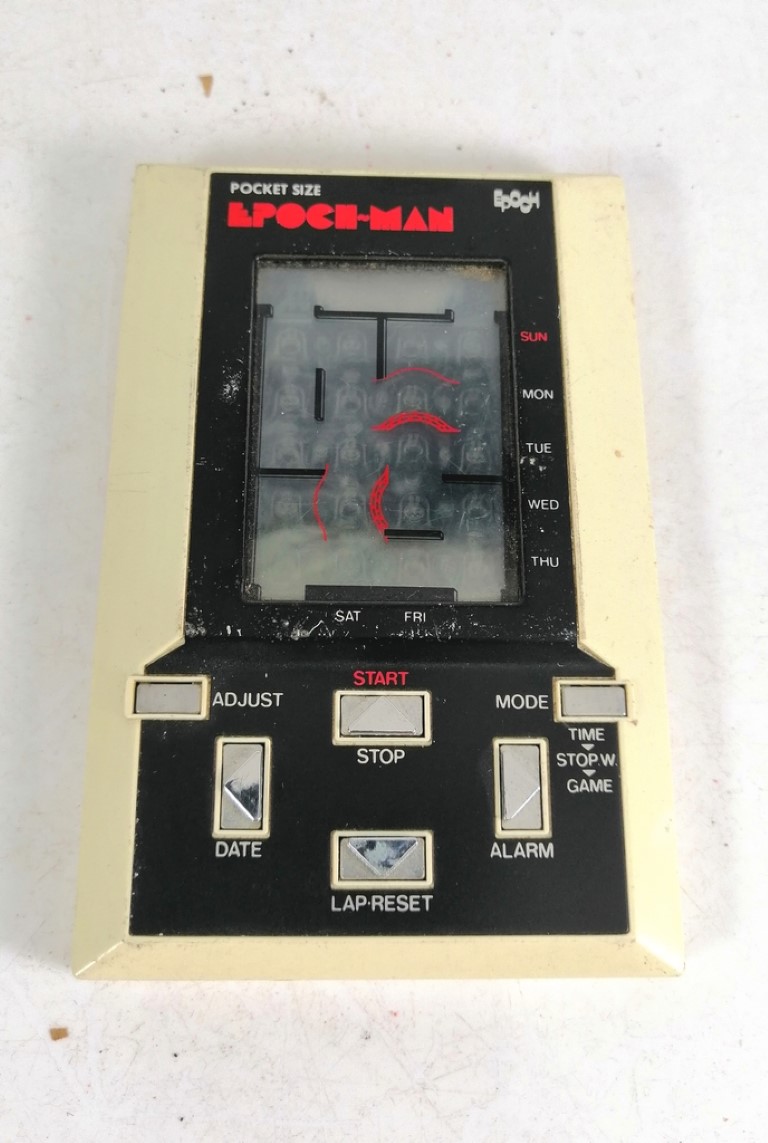 POCKET SIZE
EPOCH
EPOCH-MAN
SUN
MON
TUE
WED
THU
SAT FRI
START
ADJUST
MODE
STOP
TIME
STOP.W.
GAME
DATE
ALARM
LAP·RESET